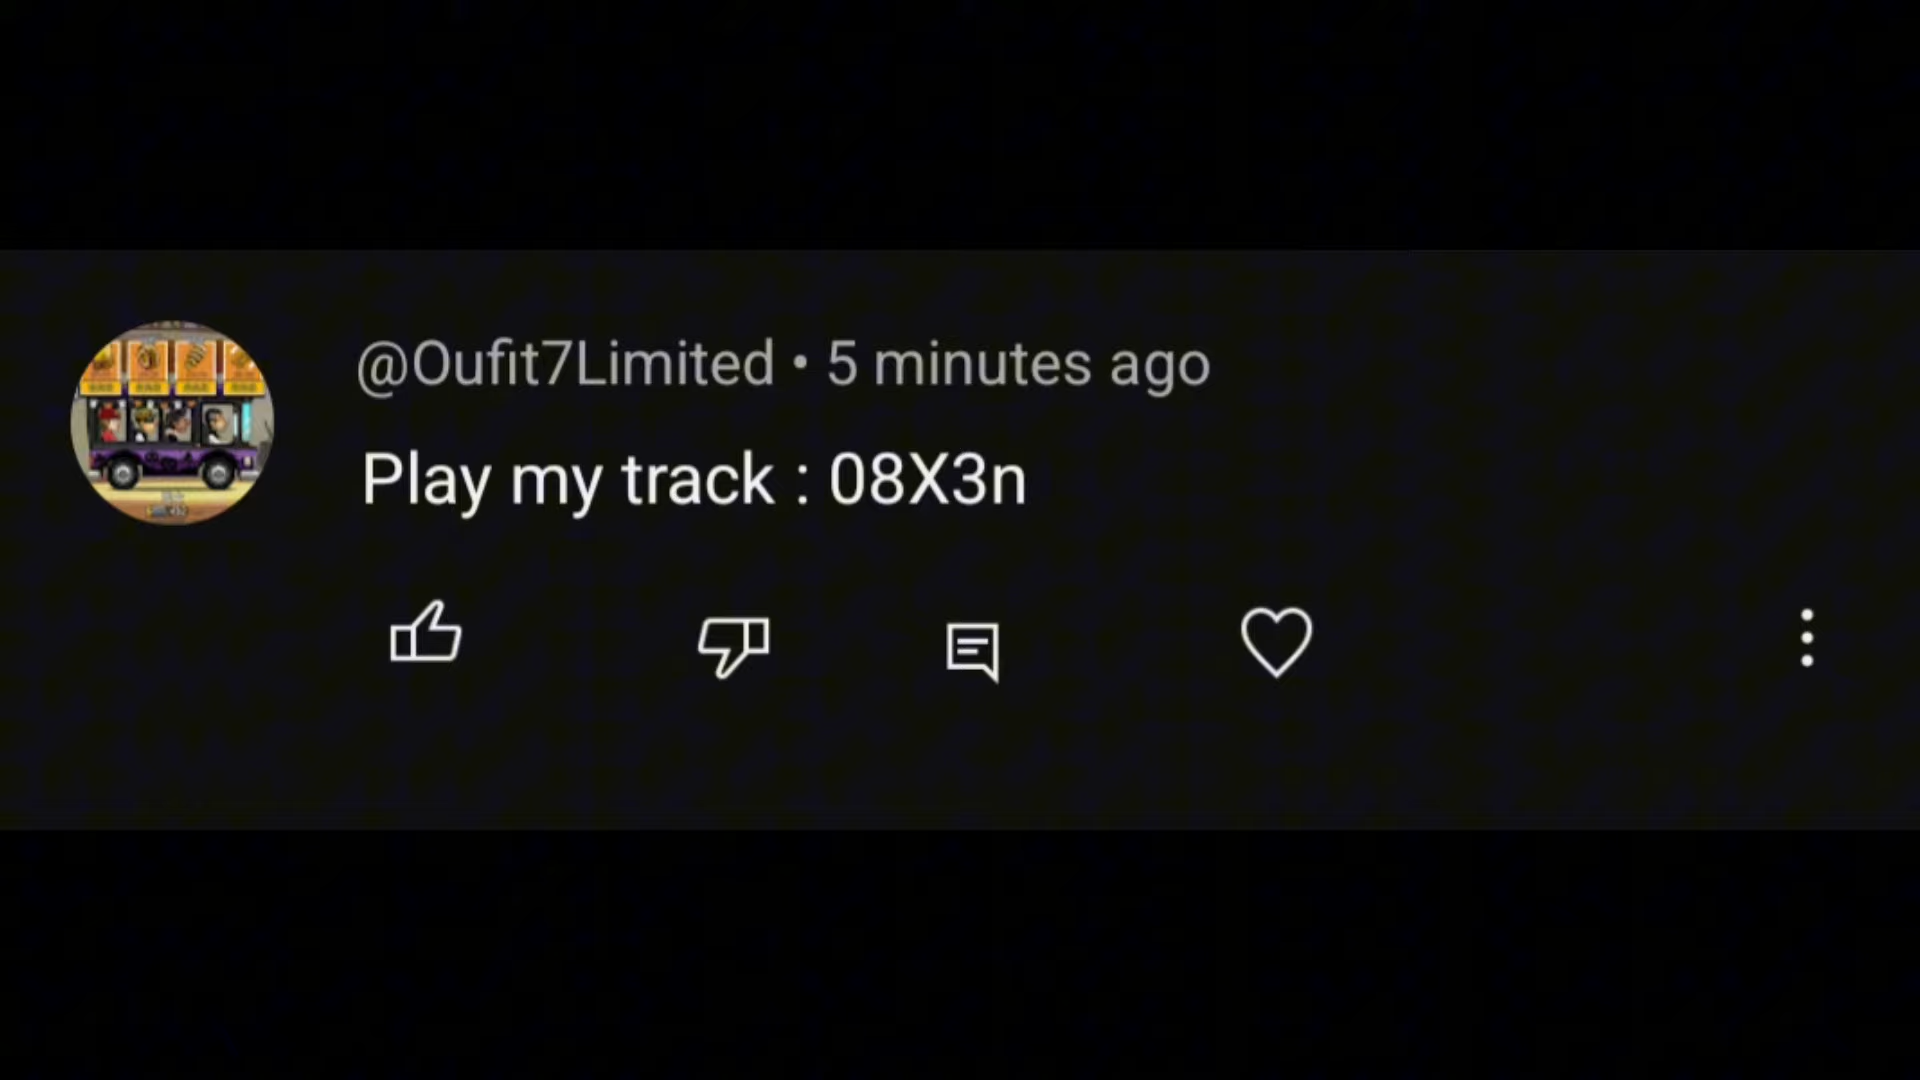 @Oufit7Limited • 5 minutes ago
Play my track : 08X3n